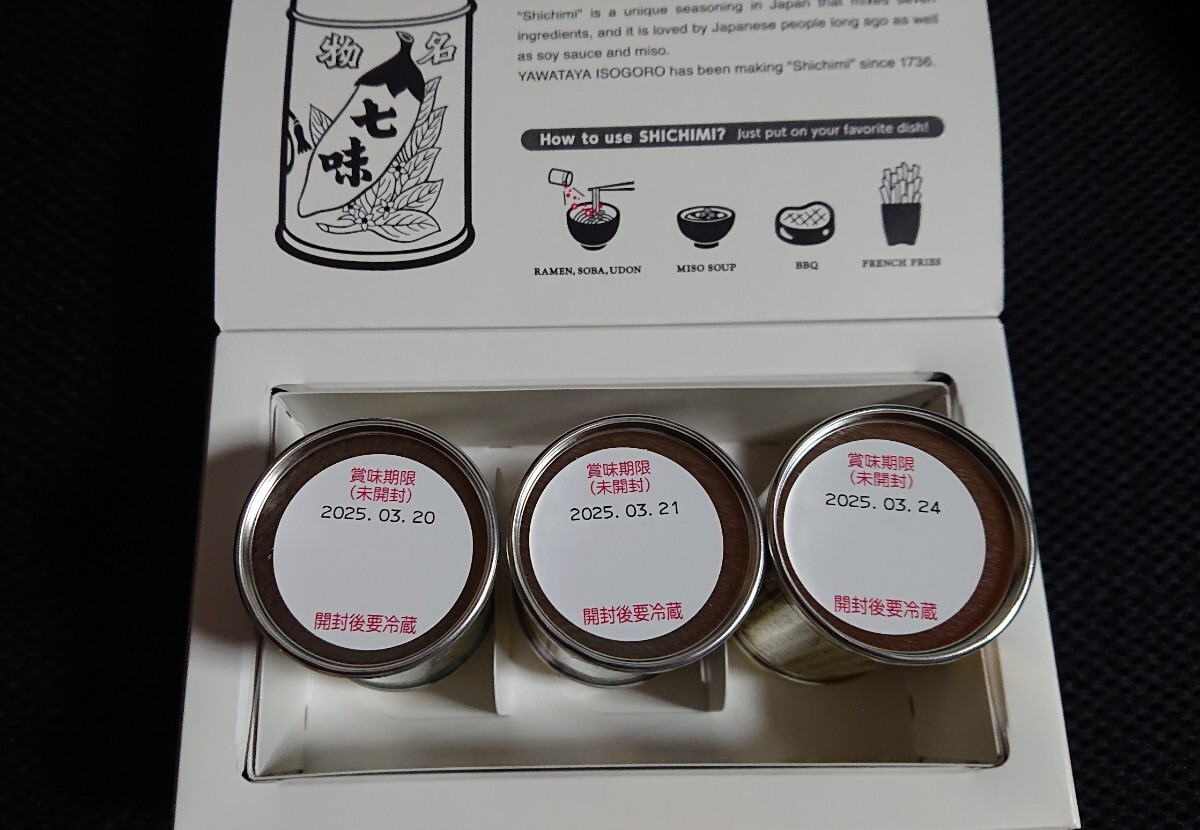 "Shichimi" is a unique seasoning in Japan that mixes seven
ingredients, and it is loved by Japanese people long ago as well
as soy sauce and miso.
YAWATAYA ISOGORO has been making "Shichimi" since 1736.
名物
七味
How to use SHICHIMI? Just put on your favorite dish!
RAMEN, SOBA, UDON
MISO SOUP
BBQ
FRENCH FRIES
賞味期限
(未開封)
2025. 03. 20
開封後要冷蔵
賞味期限
(未開封)
2025. 03. 21
開封後要冷蔵
賞味期限
(未開封)
2025. 03. 24
開封後要冷蔵